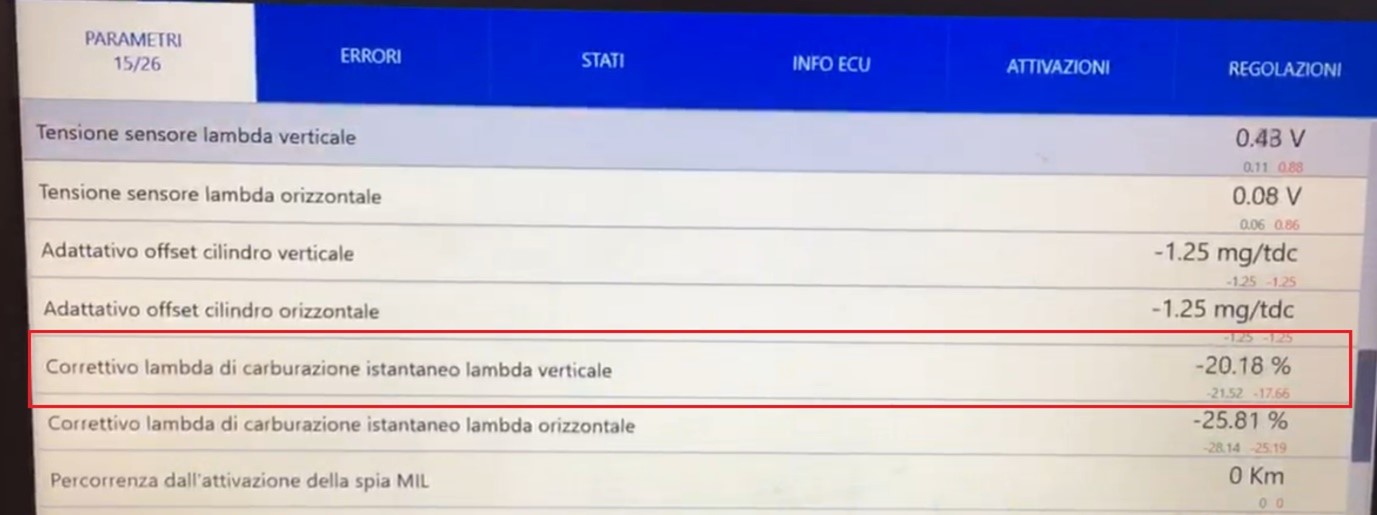 PARAMETRI
15/26
ERRORI
STATI
INFO ECU
ATTIVAZIONI
REGOLAZIONI
Tensione sensore lambda verticale
0.43 V
0.11 0.88
Tensione sensore lambda orizzontale
0.08 V
0.06 0.86
Adattativo offset cilindro verticale
-1.25 mg/tdc
-1.25 -1.25
Adattativo offset cilindro orizzontale
-1.25 mg/tdc
-1.25 -1.25
Correttivo lambda di carburazione istantaneo lambda verticale
-20.18 %
-21.52 -17.66
Correttivo lambda di carburazione istantaneo lambda orizzontale
-25.81 %
-28.14 -25.19
Percorrenza dall'attivazione della spia MIL
0 Km
0 0